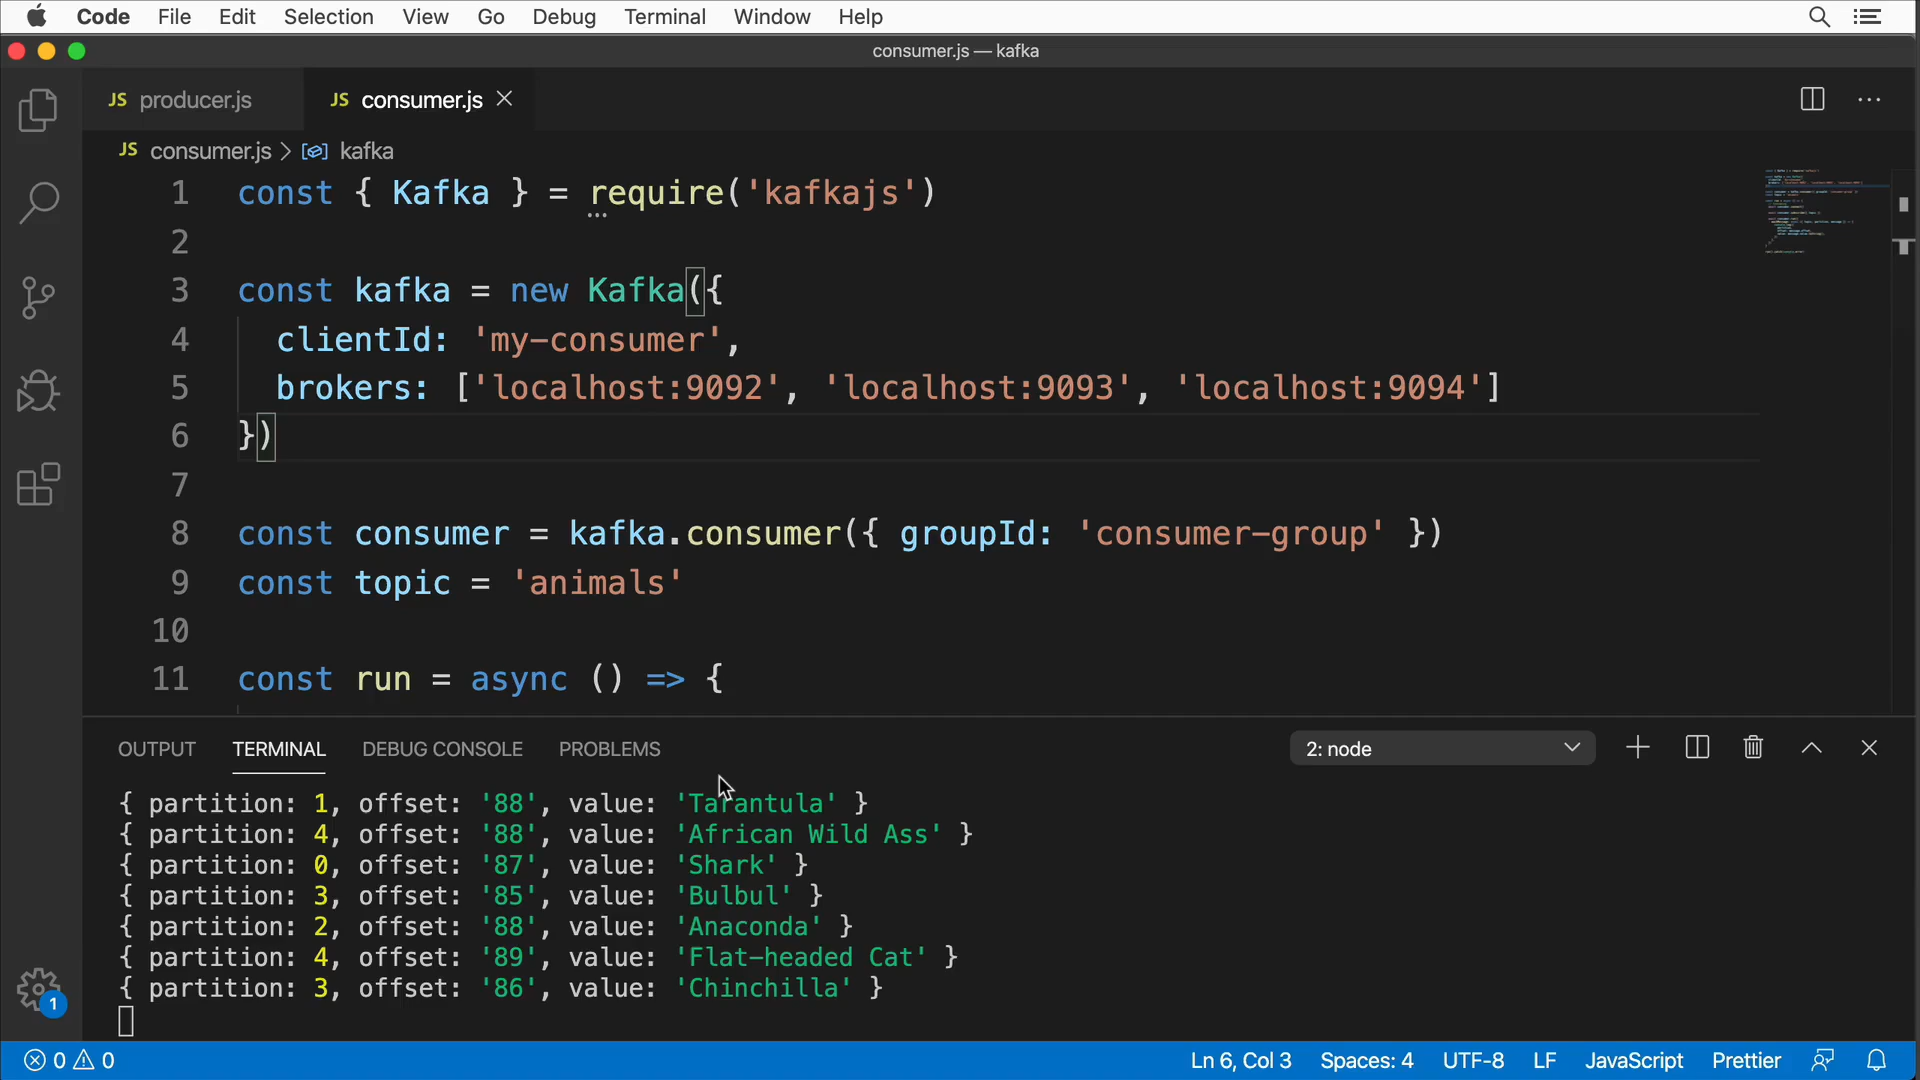 Code File Edit Selection View Go Debug Terminal Window Help
consumer.js — kafka
JS producer.js
JS consumer.js
JS consumer.js > kafka
1 const { Kafka } = require('kafkajs')
2
3 const kafka = new Kafka({
4 clientId: 'my-consumer',
5 brokers: ['localhost:9092', 'localhost:9093', 'localhost:9094']
6 })
7
8 const consumer = kafka.consumer({ groupId: 'consumer-group' })
9 const topic = 'animals'
10
11 const run = async () => {
OUTPUT TERMINAL DEBUG CONSOLE PROBLEMS
2: node
{ partition: 1, offset: '88', value: 'Tarantula' }
{ partition: 4, offset: '88', value: 'African Wild Ass' }
{ partition: 0, offset: '87', value: 'Shark' }
{ partition: 3, offset: '85', value: 'Bulbul' }
{ partition: 2, offset: '88', value: 'Anaconda' }
{ partition: 4, offset: '89', value: 'Flat-headed Cat' }
{ partition: 3, offset: '86', value: 'Chinchilla' }
1
0 0
Ln 6, Col 3 Spaces: 4 UTF-8 LF JavaScript Prettier